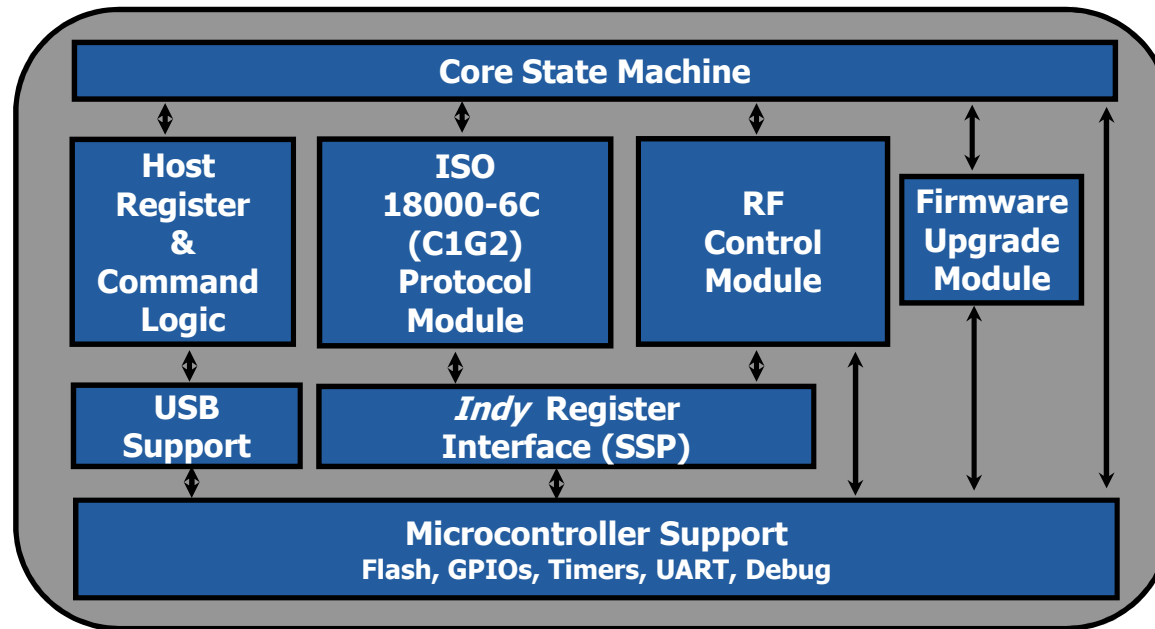 Core State Machine
Host
Register
&
Command
Logic
ISO
18000-6C
(C1G2)
Protocol
Module
RF
Control
Module
Firmware
Upgrade
Module
USB
Support
Indy Register
Interface (SSP)
Microcontroller Support
Flash, GPIOs, Timers, UART, Debug